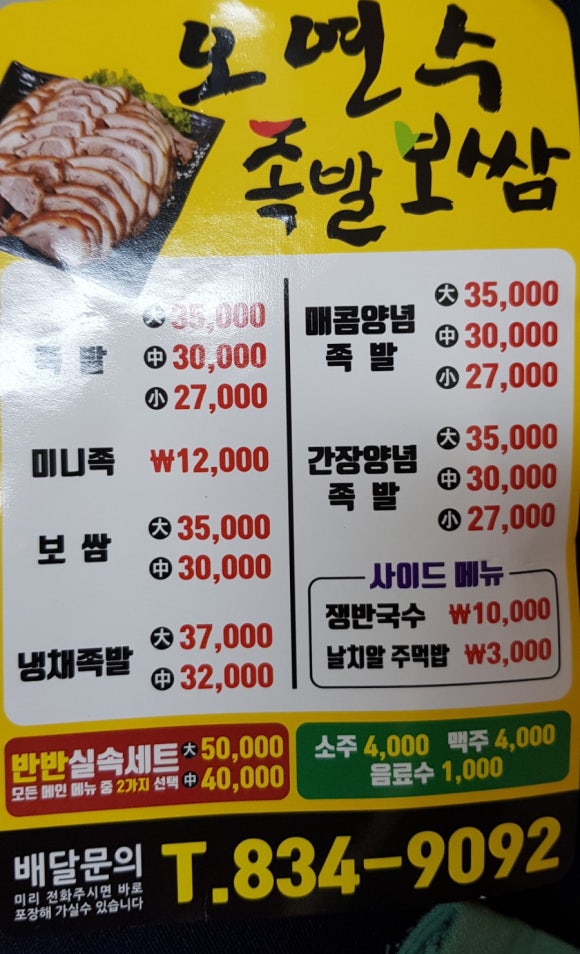 오연수
족발보쌈
족 발
大 35,000
中 30,000
小 27,000
미니족 ₩12,000
보 쌈
大 35,000
中 30,000
냉채족발
大 37,000
中 32,000
매콤양념
족 발
大 35,000
中 30,000
小 27,000
간장양념
족 발
大 35,000
中 30,000
小 27,000
사이드 메뉴
쟁반국수 ₩10,000
날치알 주먹밥 ₩3,000
반반실속세트
모든 메인 메뉴 중 2가지 선택
大 50,000
中 40,000
소주 4,000 맥주 4,000
음료수 1,000
배달문의
미리 전화주시면 바로
포장해 가실수 있습니다
T.834-9092